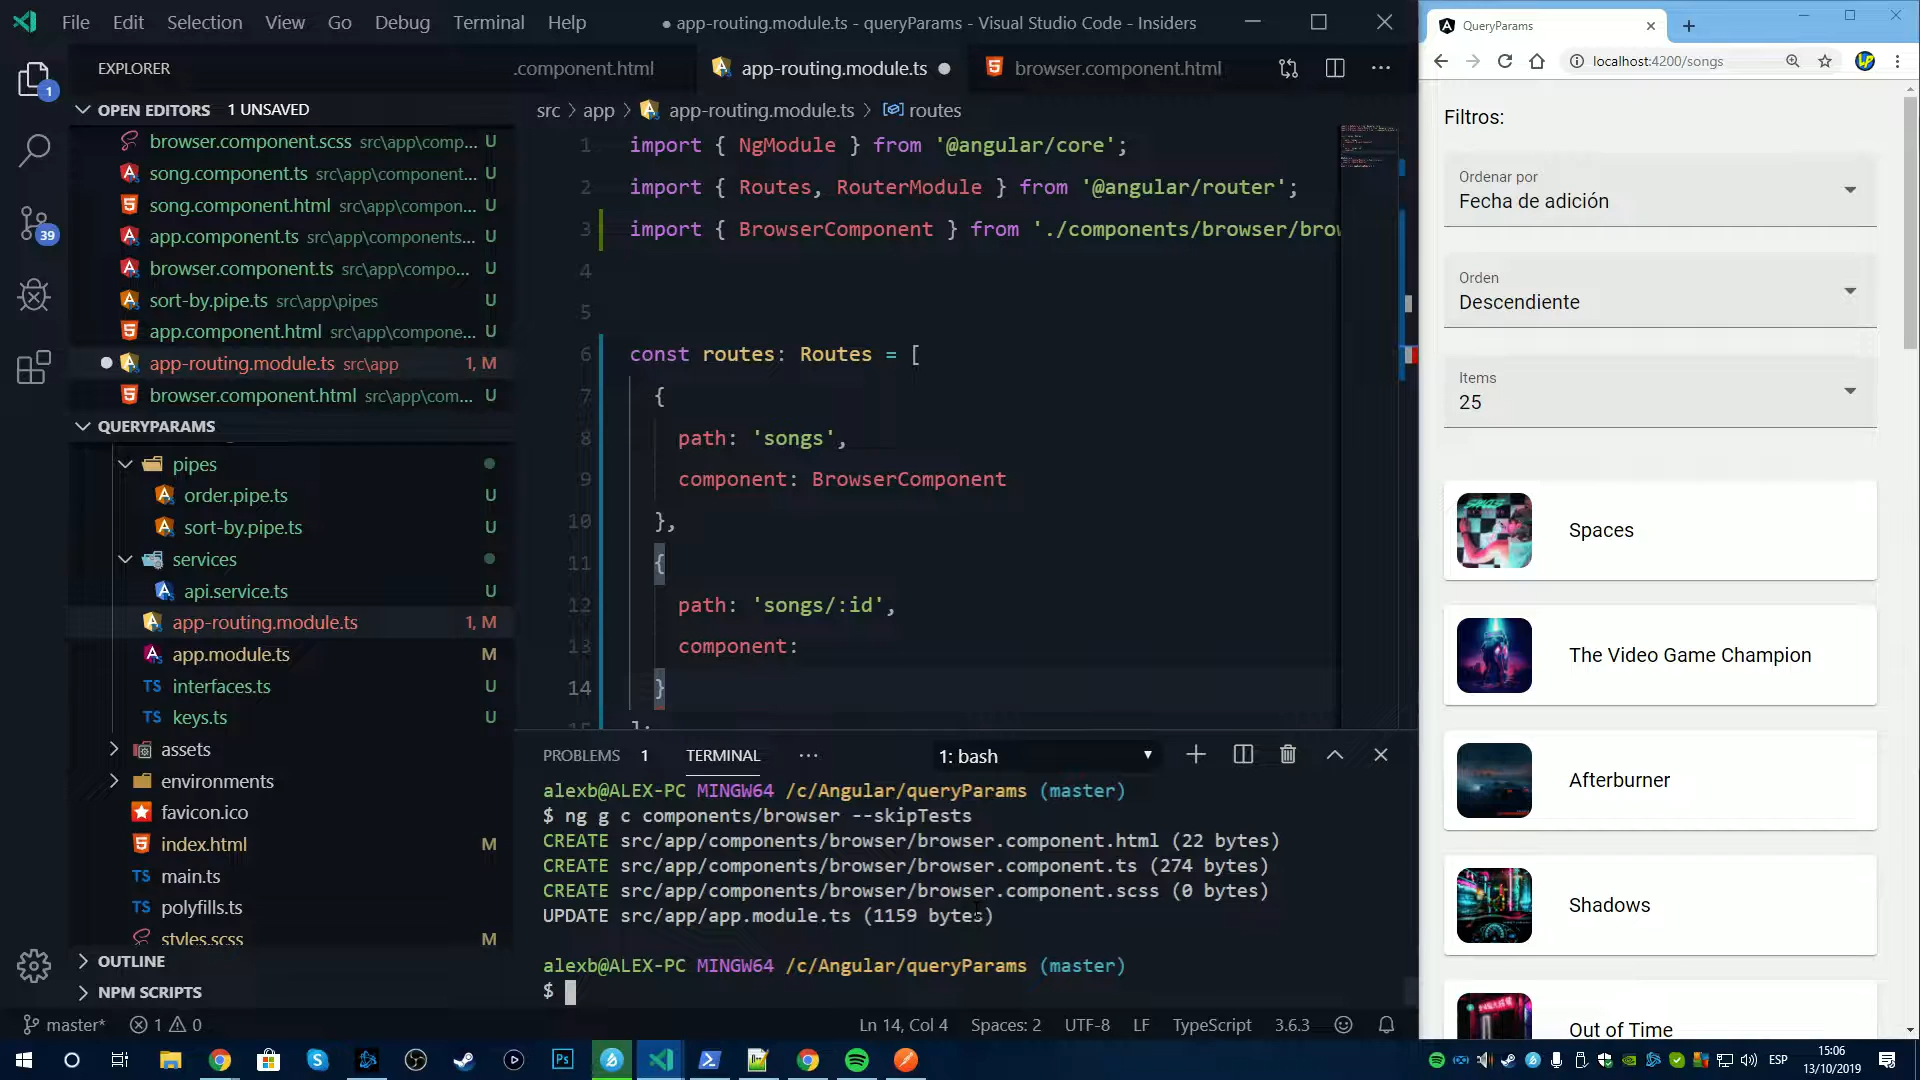 File Edit Selection View Go Debug Terminal Help
● app-routing.module.ts - queryParams - Visual Studio Code - Insiders
EXPLORER
OPEN EDITORS 1 UNSAVED
browser.component.scss src\app\comp... U
song.component.ts src\app\component... U
song.component.html src\app\compon... U
app.component.ts src\app\components... U
browser.component.ts src\app\compo... U
sort-by.pipe.ts src\app\pipes U
app.component.html src\app\compone... U
app-routing.module.ts src\app 1, M
browser.component.html src\app\com... U
QUERYPARAMS
pipes
order.pipe.ts U
sort-by.pipe.ts U
services
api.service.ts U
app-routing.module.ts 1, M
app.module.ts M
interfaces.ts U
keys.ts U
assets
environments
favicon.ico
index.html M
main.ts
polyfills.ts
styles.scss M
OUTLINE
NPM SCRIPTS
1
39
.component.html app-routing.module.ts ● browser.component.html
src > app > app-routing.module.ts > routes
1 import { NgModule } from '@angular/core';
2 import { Routes, RouterModule } from '@angular/router';
3 import { BrowserComponent } from './components/browser/brow
4
5
6 const routes: Routes = [
7 {
8 path: 'songs',
9 component: BrowserComponent
10 },
11 {
12 path: 'songs/:id',
13 component:
14 }
15 ];
PROBLEMS 1 TERMINAL ··· 1: bash
alexb@ALEX-PC MINGW64 /c/Angular/queryParams (master)
$ ng g c components/browser --skipTests
CREATE src/app/components/browser/browser.component.html (22 bytes)
CREATE src/app/components/browser/browser.component.ts (274 bytes)
CREATE src/app/components/browser/browser.component.scss (0 bytes)
UPDATE src/app/app.module.ts (1159 bytes)
alexb@ALEX-PC MINGW64 /c/Angular/queryParams (master)
$
master* 1 0 Ln 14, Col 4 Spaces: 2 UTF-8 LF TypeScript 3.6.3
QueryParams
localhost:4200/songs
Filtros:
Ordenar por
Fecha de adición
Orden
Descendiente
Items
25
Spaces
The Video Game Champion
Afterburner
Shadows
Out of Time
Ps
ESP
15:06
13/10/2019